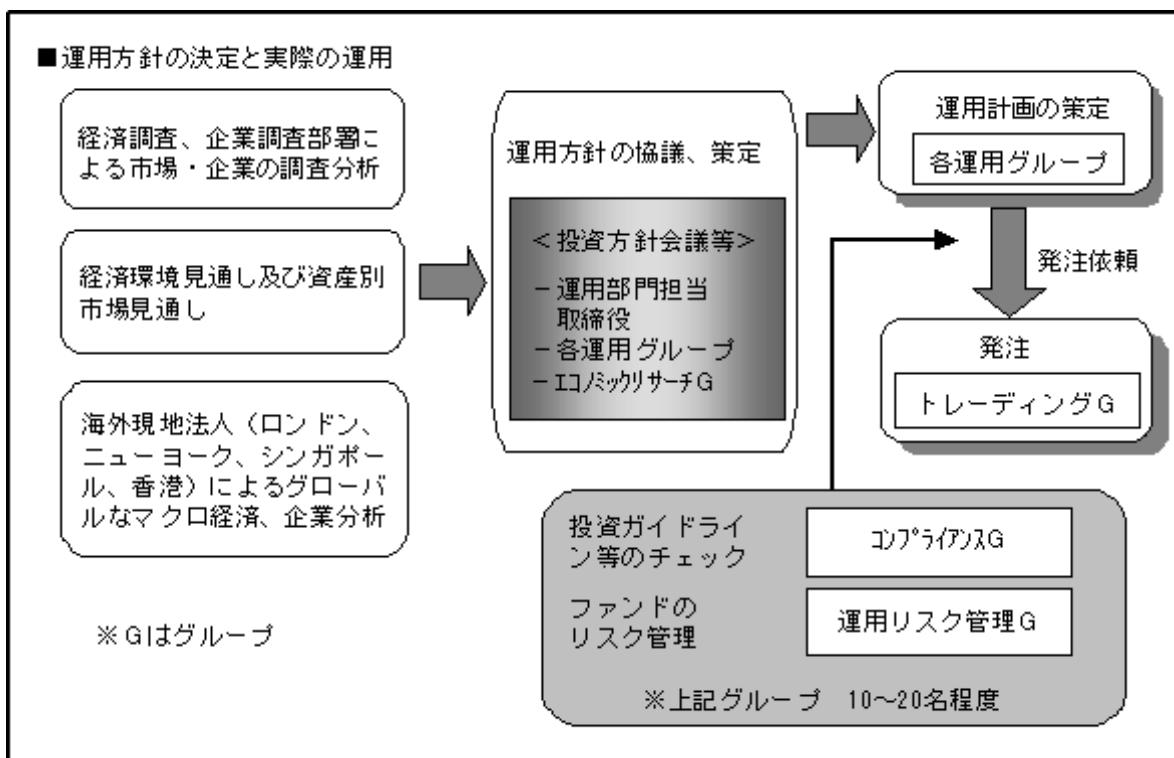 ■運用方針の決定と実際の運用
経済調査、企業調査部署に
よる市場・企業の調査分析
経済環境見通し及び資産別
市場見通し
海外現地法人（ロンドン、
ニューヨーク、シンガポー
ル、香港）によるグローバ
ルなマクロ経済、企業分析
※Gはグループ
運用方針の協議、策定
＜投資方針会議等＞
－運用部門担当
取締役
－各運用グループ
－ｴｺﾉﾐｯｸﾘｻｰﾁG
運用計画の策定
各運用グループ
発注依頼
発注
トレーディングG
投資ガイドライ
ン等のチェック
ｺﾝﾌﾟﾗｲｱﾝｽG
ファンドの
リスク管理
運用リスク管理G
※上記グループ　10～20名程度